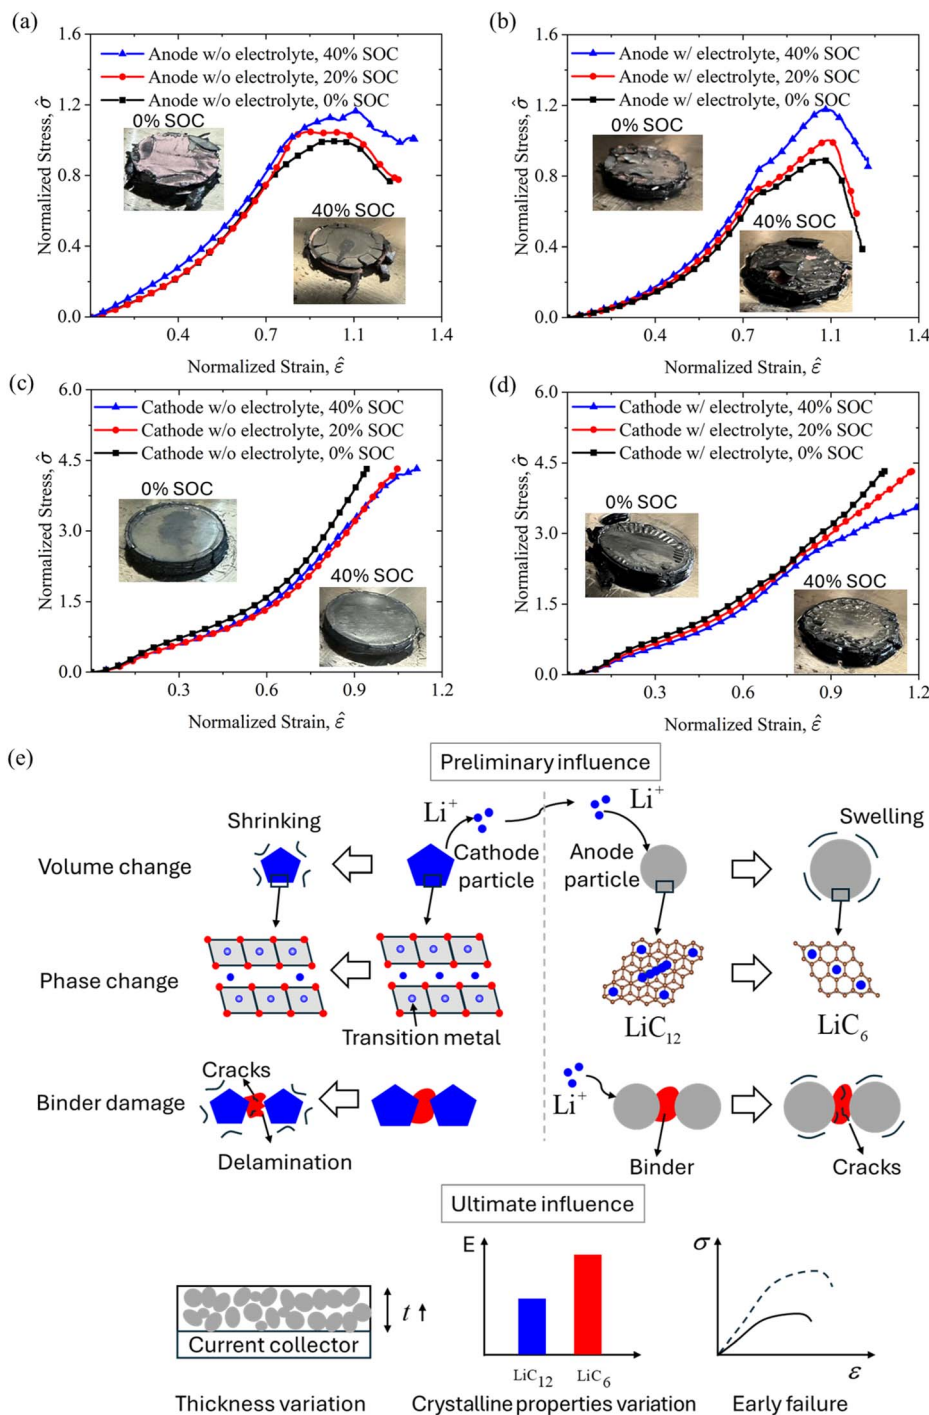 (a)
1.6
1.2
0.8
0.4
0.0
Normalized Stress, σ̂
Anode w/o electrolyte, 40% SOC
Anode w/o electrolyte, 20% SOC
Anode w/o electrolyte, 0% SOC
0% SOC
40% SOC
0.4
0.7
1.1
1.4
Normalized Strain, ε̂
(b)
1.6
1.2
0.8
0.4
0.0
Normalized Stress, σ̂
Anode w/ electrolyte, 40% SOC
Anode w/ electrolyte, 20% SOC
Anode w/ electrolyte, 0% SOC
0% SOC
40% SOC
0.4
0.7
1.1
1.4
Normalized Strain, ε̂
(c)
6.0
4.5
3.0
1.5
0.0
Normalized Stress, σ̂
Cathode w/o electrolyte, 40% SOC
Cathode w/o electrolyte, 20% SOC
Cathode w/o electrolyte, 0% SOC
0% SOC
40% SOC
0.3
0.6
0.9
1.2
Normalized Strain, ε̂
(d)
6.0
4.5
3.0
1.5
0.0
Normalized Stress, σ̂
Cathode w/ electrolyte, 40% SOC
Cathode w/ electrolyte, 20% SOC
Cathode w/ electrolyte, 0% SOC
0% SOC
40% SOC
0.3
0.6
0.9
1.2
Normalized Strain, ε̂
(e)
Preliminary influence
Volume change
Shrinking
Li⁺
Cathode
particle
Li⁺
Anode
particle
Swelling
Phase change
Transition metal
LiC₁₂
LiC₆
Binder damage
Cracks
Delamination
Li⁺
Binder
Cracks
Ultimate influence
Current collector
t
Thickness variation
E
LiC₁₂
LiC₆
Crystalline properties variation
σ
ε
Early failure